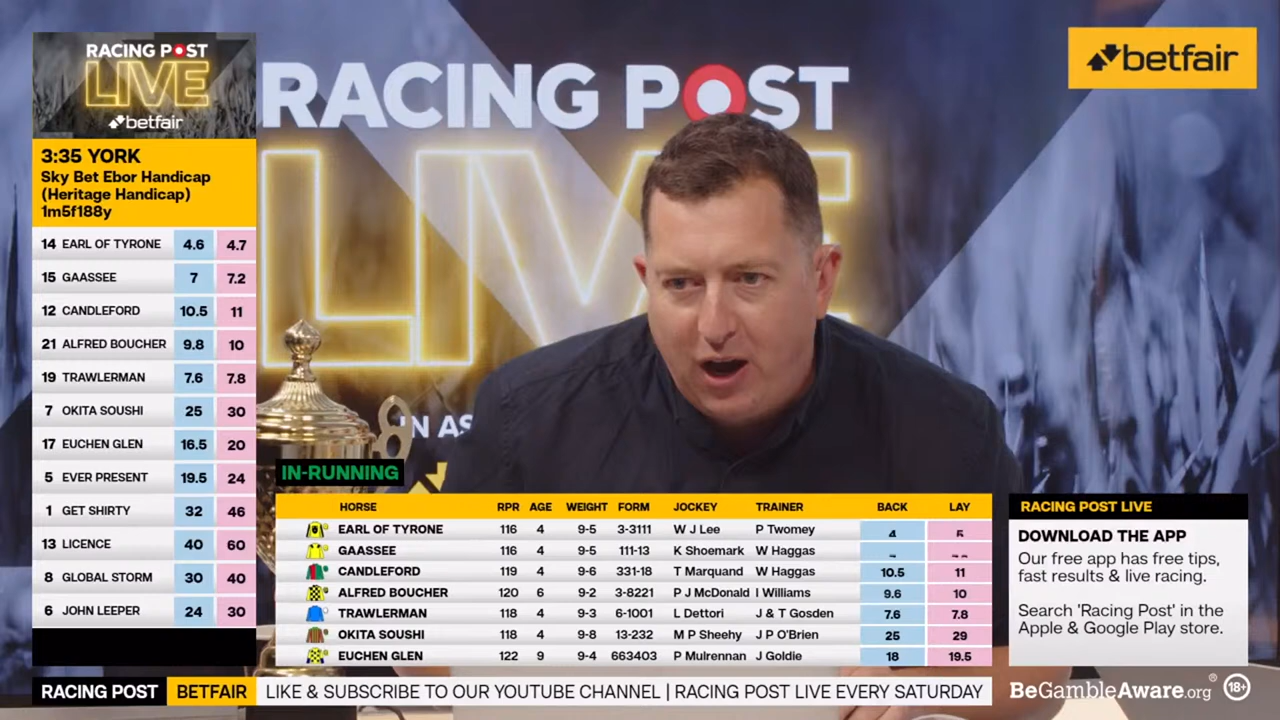 RACING POST
LIVE
betfair
3:35 YORK
Sky Bet Ebor Handicap
(Heritage Handicap)
1m5f188y
14 EARL OF TYRONE 4.6 4.7
15 GAASSEE 7 7.2
12 CANDLEFORD 10.5 11
21 ALFRED BOUCHER 9.8 10
19 TRAWLERMAN 7.6 7.8
7 OKITA SOUSHI 25 30
17 EUCHEN GLEN 16.5 20
5 EVER PRESENT 19.5 24
1 GET SHIRTY 32 46
13 LICENCE 40 60
8 GLOBAL STORM 30 40
6 JOHN LEEPER 24 30
RACING POST
LIVE
IN AS
betfair
IN-RUNNING
HORSE RPR AGE WEIGHT FORM JOCKEY TRAINER BACK LAY
EARL OF TYRONE 116 4 9-5 3-3111 W J Lee P Twomey
GAASSEE 116 4 9-5 111-13 K Shoemark W Haggas
CANDLEFORD 119 4 9-6 331-18 T Marquand W Haggas 10.5 11
ALFRED BOUCHER 120 6 9-2 3-8221 P J McDonald I Williams 9.6 10
TRAWLERMAN 118 4 9-3 6-1001 L Dettori J & T Gosden 7.6 7.8
OKITA SOUSHI 118 4 9-8 13-232 M P Sheehy J P O'Brien 25 29
EUCHEN GLEN 122 9 9-4 663403 P Mulrennan J Goldie 18 19.5
RACING POST LIVE
DOWNLOAD THE APP
Our free app has free tips,
fast results & live racing.
Search 'Racing Post' in the
Apple & Google Play store.
RACING POST BETFAIR LIKE & SUBSCRIBE TO OUR YOUTUBE CHANNEL | RACING POST LIVE EVERY SATURDAY
BeGambleAware.org® 18+